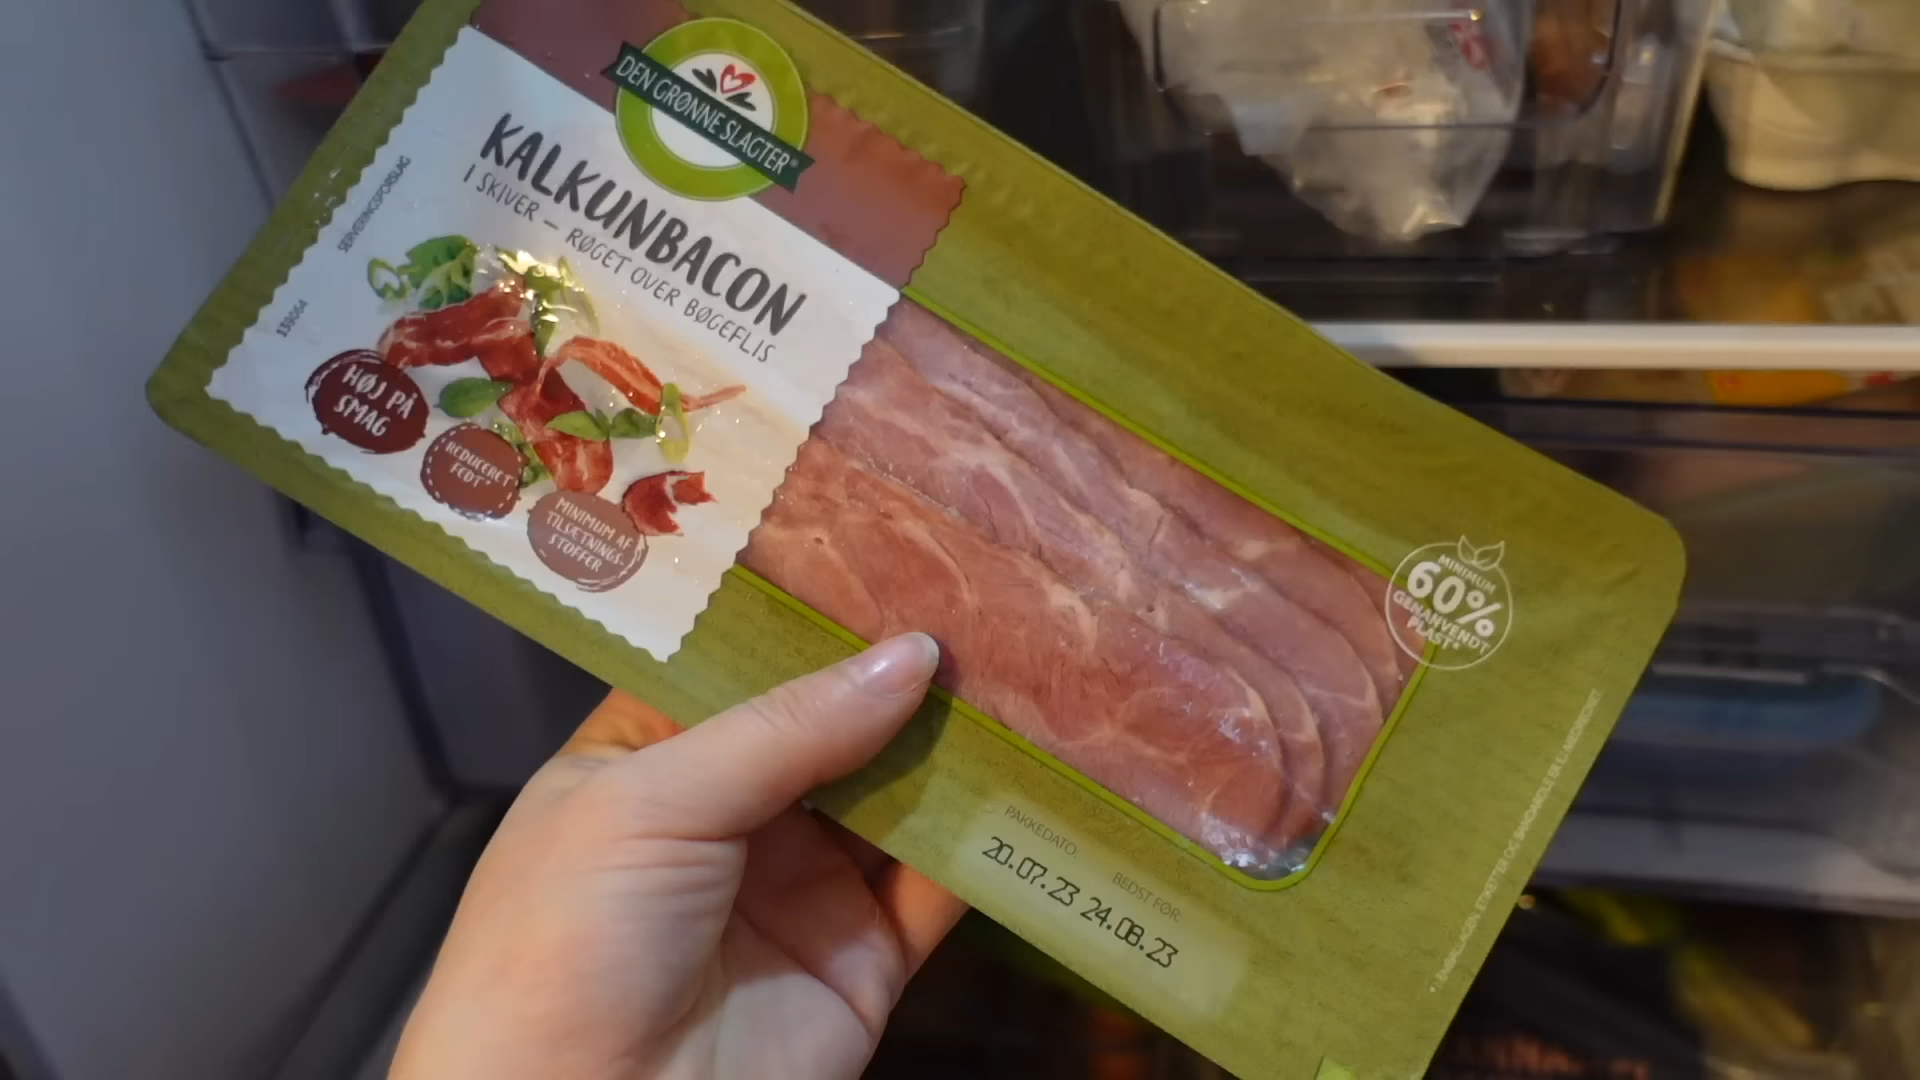 DEN GRØNNE SLAGTER®
KALKUNBACON
I SKIVER — RØGET OVER BØGEFLIS
SERVERINGSFORSLAG
139064
HØJ PÅ
SMAG
REDUCERET
FEDT*
MINIMUM AF
TILSÆTNINGS-
STOFFER
MINIMUM
60%
GENANVENDT
PLAST*
PAKKEDATO:
BEDST FØR:
20.07.23 24.08.23